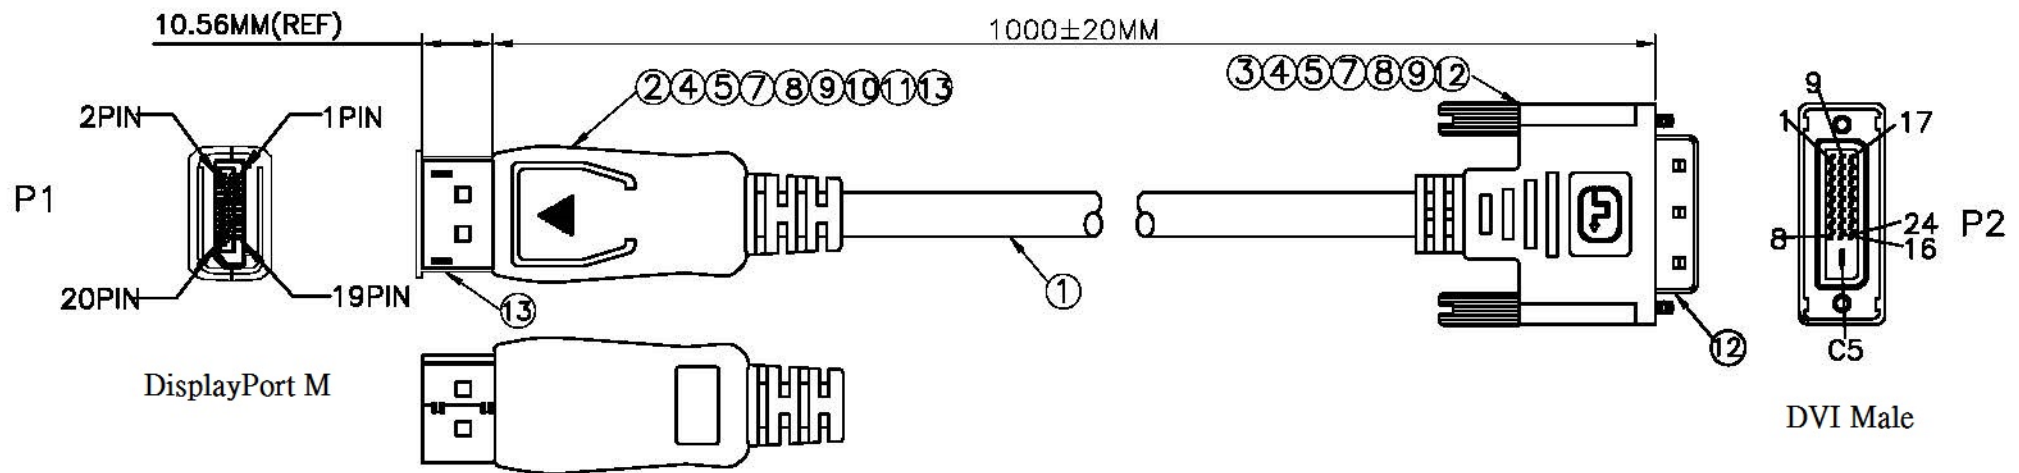 10.56MM(REF)
1000±20MM
②④⑤⑦⑧⑨⑩⑪⑬
③④⑤⑦⑧⑨⑫
2PIN
1PIN
9
1
17
P1
8
24
16
P2
20PIN
19PIN
⑬
①
⑫
C5
DisplayPort M
DVI Male